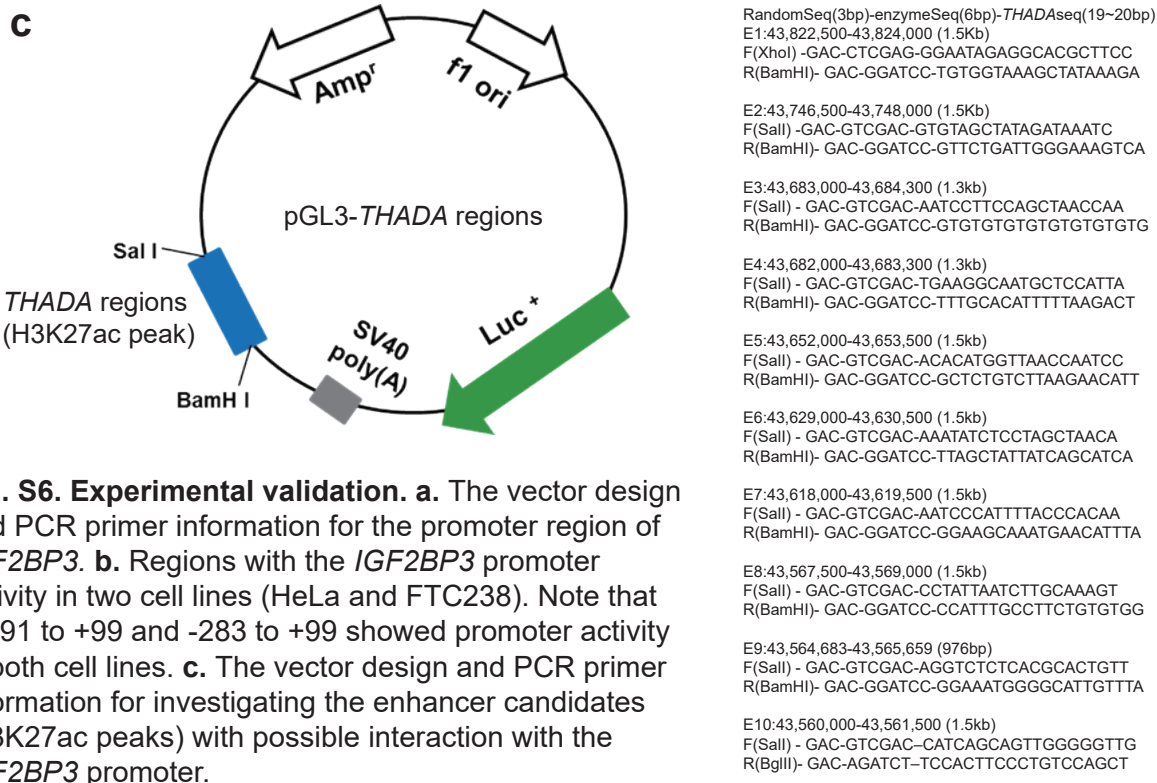 c
Amp^r
f1 ori
pGL3-THADA regions
Sal I
THADA regions
(H3K27ac peak)
BamH I
SV40
poly(A)
Luc +
. S6. Experimental validation. a. The vector design
PCR primer information for the promoter region of
F2BP3. b. Regions with the IGF2BP3 promoter
ivity in two cell lines (HeLa and FTC238). Note that
91 to +99 and -283 to +99 showed promoter activity
both cell lines. c. The vector design and PCR primer
ormation for investigating the enhancer candidates
3K27ac peaks) with possible interaction with the
F2BP3 promoter.
RandomSeq(3bp)-enzymeSeq(6bp)-THADAseq(19~20bp)
E1:43,822,500-43,824,000 (1.5Kb)
F(XhoI) -GAC-CTCGAG-GGAATAGAGGCACGCTTCC
R(BamHI)- GAC-GGATCC-TGTGGTAAAGCTATAAAGA
E2:43,746,500-43,748,000 (1.5Kb)
F(SalI) -GAC-GTCGAC-GTGTAGCTATAGATAAATC
R(BamHI)- GAC-GGATCC-GTTCTGATTGGGAAAGTCA
E3:43,683,000-43,684,300 (1.3kb)
F(SalI) - GAC-GTCGAC-AATCCTTCCAGCTAACCAA
R(BamHI)- GAC-GGATCC-GTGTGTGTGTGTGTGTGTG
E4:43,682,000-43,683,300 (1.3kb)
F(SalI) - GAC-GTCGAC-TGAAGGCAATGCTCCATTA
R(BamHI)- GAC-GGATCC-TTTGCACATTTTTAAGACT
E5:43,652,000-43,653,500 (1.5kb)
F(SalI) - GAC-GTCGAC-ACACATGGTTAACCAATCC
R(BamHI)- GAC-GGATCC-GCTCTGTCTTAAGAACATT
E6:43,629,000-43,630,500 (1.5kb)
F(SalI) - GAC-GTCGAC-AAATATCTCCTAGCTAACA
R(BamHI)- GAC-GGATCC-TTAGCTATTATCAGCATCA
E7:43,618,000-43,619,500 (1.5kb)
F(SalI) - GAC-GTCGAC-AATCCCATTTTACCCACAA
R(BamHI)- GAC-GGATCC-GGAAGCAAATGAACATTTA
E8:43,567,500-43,569,000 (1.5kb)
F(SalI) - GAC-GTCGAC-CCTATTAATCTTGCAAAGT
R(BamHI)- GAC-GGATCC-CCATTTGCCTTCTGTGTGG
E9:43,564,683-43,565,659 (976bp)
F(SalI) - GAC-GTCGAC-AGGTCTCTCACGCACTGTT
R(BamHI)- GAC-GGATCC-GGAAATGGGGCATTGTTTA
E10:43,560,000-43,561,500 (1.5kb)
F(SalI) - GAC-GTCGAC–CATCAGCAGTTGGGGGTTG
R(BglII)- GAC-AGATCT–TCCACTTCCCTGTCCAGCT